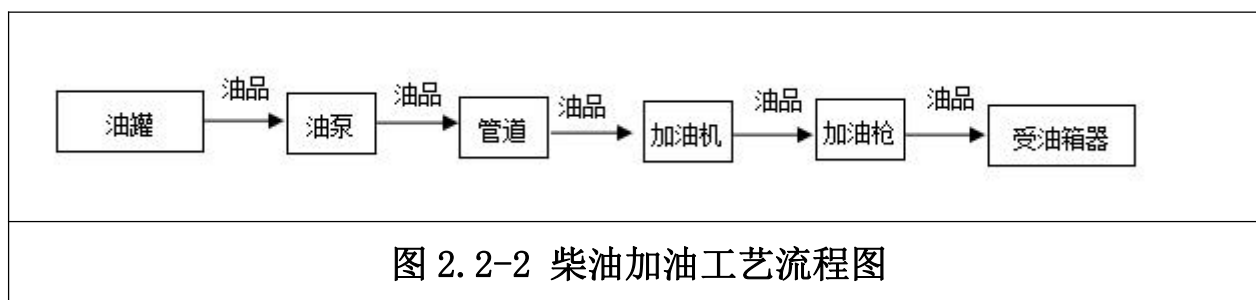 油品 油品 油品 油品 油品
油罐 油泵 管道 加油机 加油枪 受油箱器
图 2.2-2 柴油加油工艺流程图